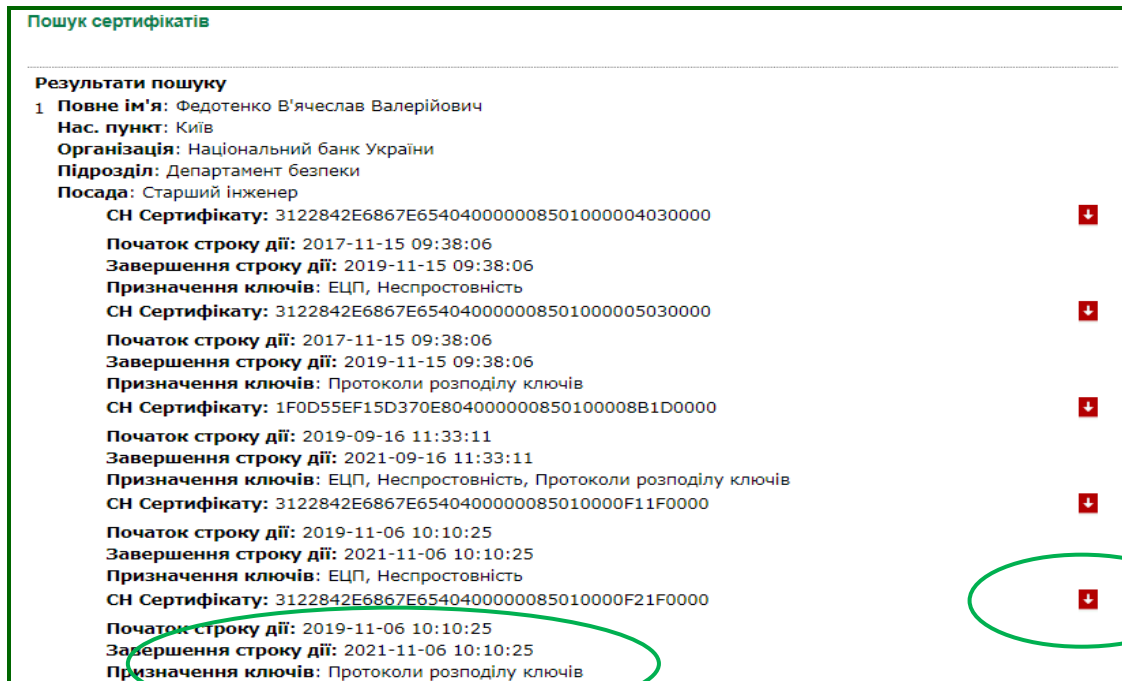 Пошук сертифікатів
Результати пошуку
1 Повне ім'я: Федотенко В'ячеслав Валерійович
Нас. пункт: Київ
Організація: Національний банк України
Підрозділ: Департамент безпеки
Посада: Старший інженер
СН Сертифікату: 3122842E6867E654040000008501000004030000
Початок строку дії: 2017-11-15 09:38:06
Завершення строку дії: 2019-11-15 09:38:06
Призначення ключів: ЕЦП, Неспростовність
СН Сертифікату: 3122842E6867E654040000008501000005030000
Початок строку дії: 2017-11-15 09:38:06
Завершення строку дії: 2019-11-15 09:38:06
Призначення ключів: Протоколи розподілу ключів
СН Сертифікату: 1F0D55EF15D370E804000000850100008B1D0000
Початок строку дії: 2019-09-16 11:33:11
Завершення строку дії: 2021-09-16 11:33:11
Призначення ключів: ЕЦП, Неспростовність, Протоколи розподілу ключів
СН Сертифікату: 3122842E6867E6540400000085010000F11F0000
Початок строку дії: 2019-11-06 10:10:25
Завершення строку дії: 2021-11-06 10:10:25
Призначення ключів: ЕЦП, Неспростовність
СН Сертифікату: 3122842E6867E6540400000085010000F21F0000
Початок строку дії: 2019-11-06 10:10:25
Завершення строку дії: 2021-11-06 10:10:25
Призначення ключів: Протоколи розподілу ключів